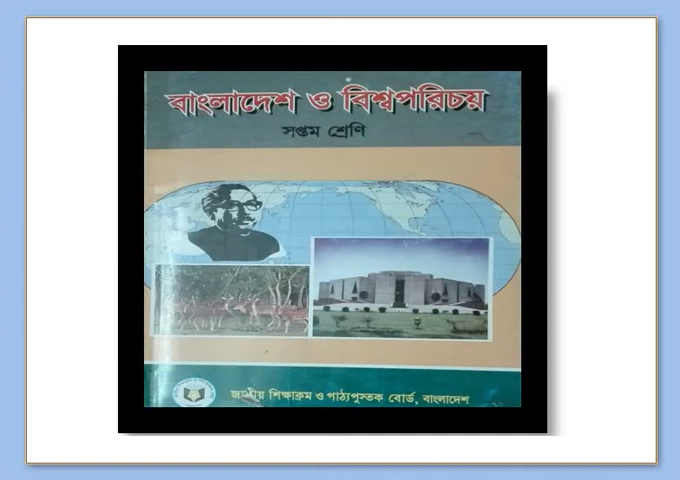 বাংলাদেশ ও বিশ্বপরিচয়
সপ্তম শ্রেণি
জাতীয় শিক্ষাক্রম ও পাঠ্যপুস্তক বোর্ড, বাংলাদেশ